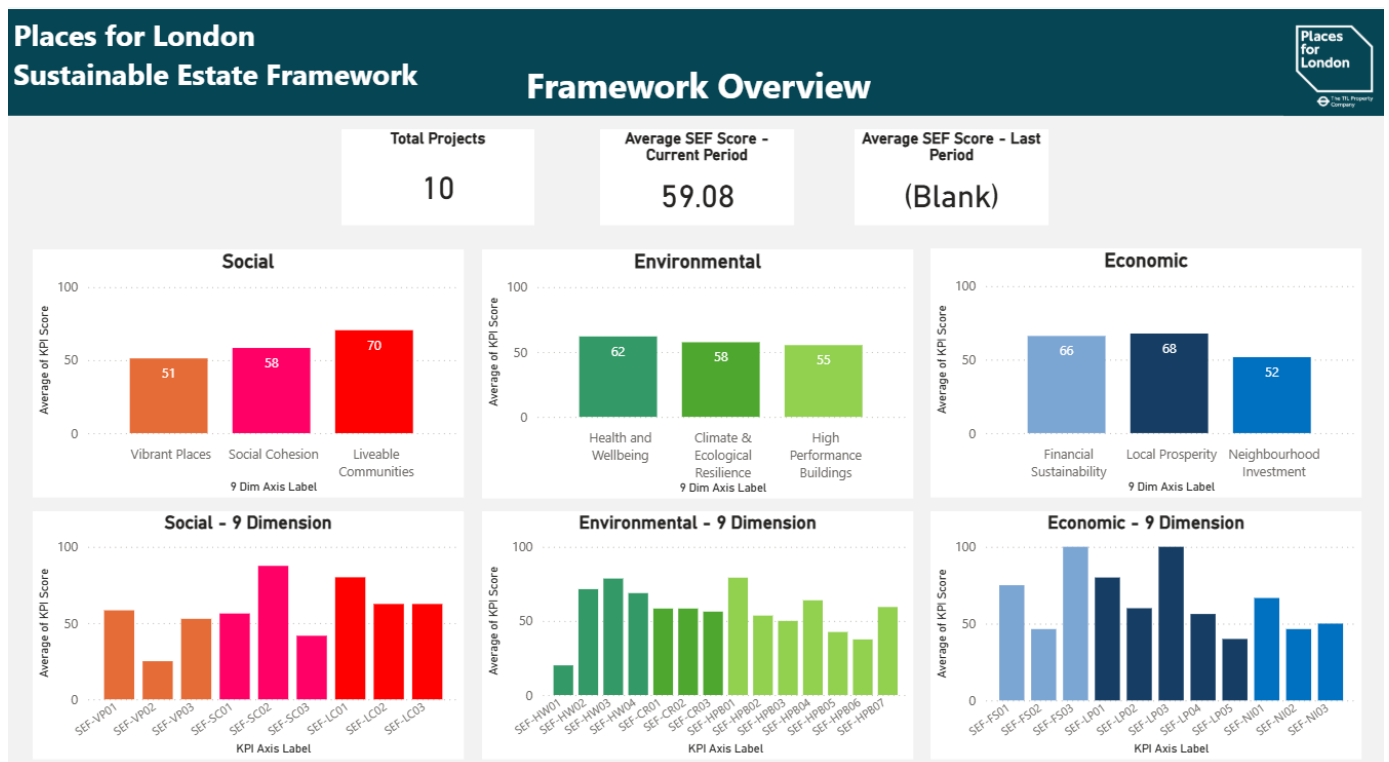 Places for London
Sustainable Estate Framework
Framework Overview
Places
for
London
The TfL Property
Company
Total Projects
10
Average SEF Score -
Current Period
59.08
Average SEF Score - Last
Period
(Blank)
Social
Average of KPI Score
100
50
0
51
58
70
Vibrant Places
Social Cohesion
Liveable
Communities
9 Dim Axis Label
Environmental
Average of KPI Score
100
50
0
62
58
55
Health and
Wellbeing
Climate &
Ecological
Resilience
High
Performance
Buildings
9 Dim Axis Label
Economic
Average of KPI Score
100
50
0
66
68
52
Financial
Sustainability
Local Prosperity
Neighbourhood
Investment
9 Dim Axis Label
Social - 9 Dimension
Average of KPI Score
100
50
0
SEF-VP01
SEF-VP02
SEF-VP03
SEF-SC01
SEF-SC02
SEF-SC03
SEF-LC01
SEF-LC02
SEF-LC03
KPI Axis Label
Environmental - 9 Dimension
Average of KPI Score
100
50
0
SEF-HW01
SEF-HW02
SEF-HW03
SEF-HW04
SEF-CR01
SEF-CR02
SEF-CR03
SEF-HPB01
SEF-HPB02
SEF-HPB03
SEF-HPB04
SEF-HPB05
SEF-HPB06
SEF-HPB07
KPI Axis Label
Economic - 9 Dimension
Average of KPI Score
100
50
0
SEF-FS01
SEF-FS02
SEF-FS03
SEF-LP01
SEF-LP02
SEF-LP03
SEF-LP04
SEF-LP05
SEF-NI01
SEF-NI02
SEF-NI03
KPI Axis Label